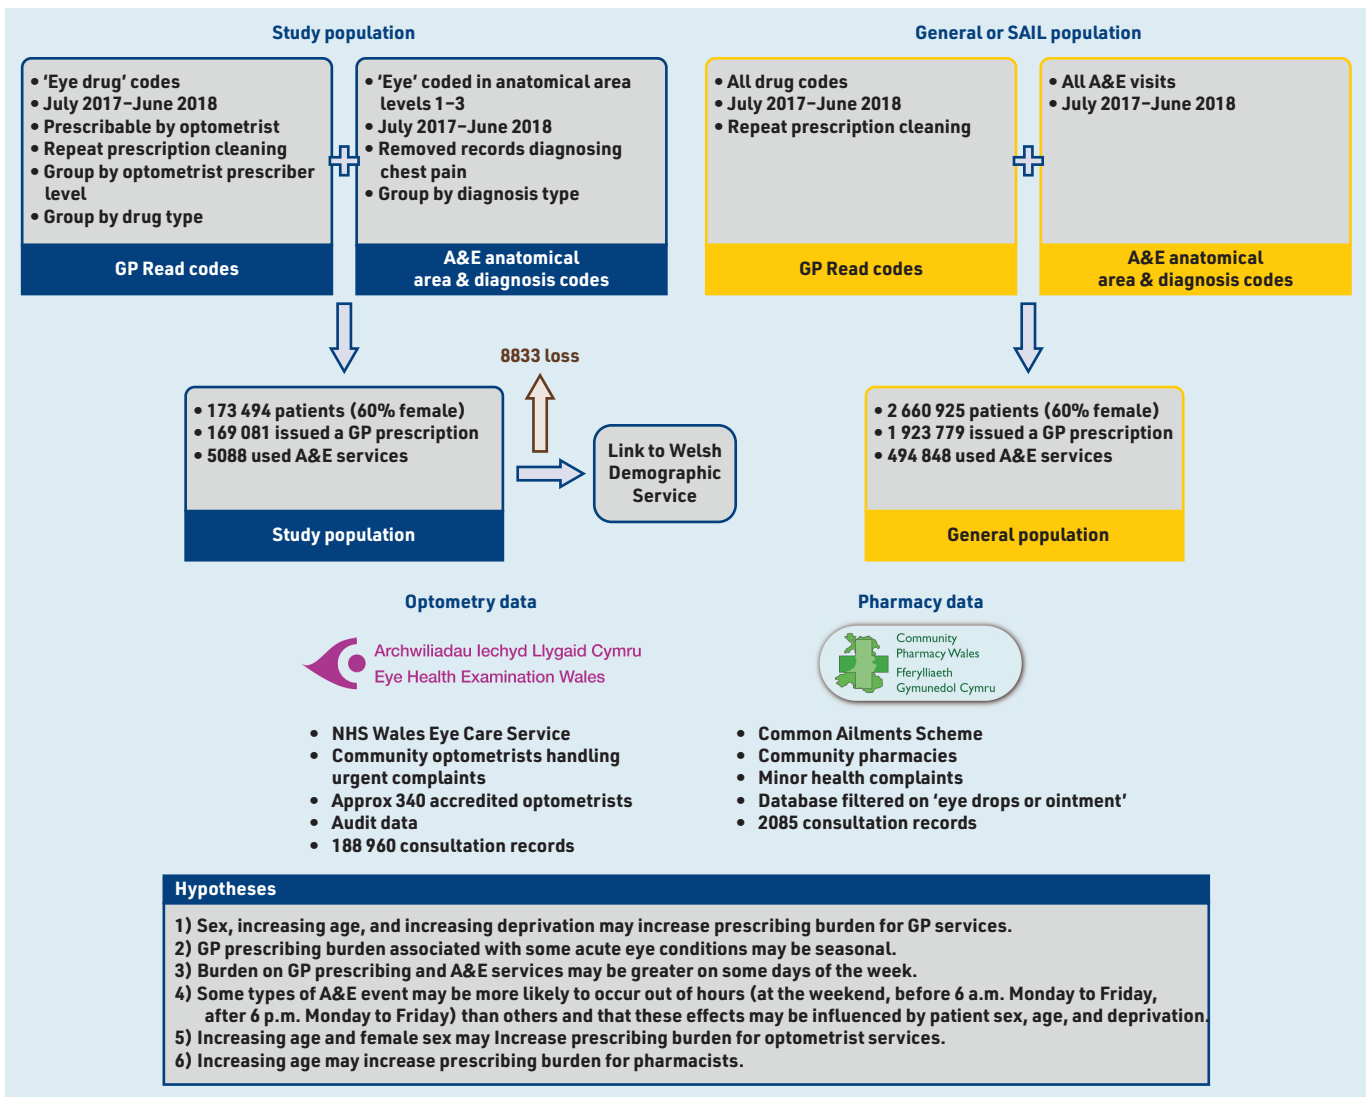 Study population
• ‘Eye drug’ codes
• July 2017–June 2018
• Prescribable by optometrist
• Repeat prescription cleaning
• Group by optometrist prescriber
level
• Group by drug type
GP Read codes
• ‘Eye’ coded in anatomical area
levels 1–3
• July 2017–June 2018
• Removed records diagnosing
chest pain
• Group by diagnosis type
A&E anatomical
area & diagnosis codes
General or SAIL population
• All drug codes
• July 2017–June 2018
• Repeat prescription cleaning
GP Read codes
• All A&E visits
• July 2017–June 2018
A&E anatomical
area & diagnosis codes
8833 loss
• 173 494 patients (60% female)
• 169 081 issued a GP prescription
• 5088 used A&E services
Study population
Link to Welsh
Demographic
Service
• 2 660 925 patients (60% female)
• 1 923 779 issued a GP prescription
• 494 848 used A&E services
General population
Optometry data
Archwiliadau Iechyd Llygaid Cymru
Eye Health Examination Wales
• NHS Wales Eye Care Service
• Community optometrists handling
urgent complaints
• Approx 340 accredited optometrists
• Audit data
• 188 960 consultation records
Pharmacy data
Community
Pharmacy Wales
Fferylliaeth
Gymunedol Cymru
• Common Ailments Scheme
• Community pharmacies
• Minor health complaints
• Database filtered on ‘eye drops or ointment’
• 2085 consultation records
Hypotheses
1) Sex, increasing age, and increasing deprivation may increase prescribing burden for GP services.
2) GP prescribing burden associated with some acute eye conditions may be seasonal.
3) Burden on GP prescribing and A&E services may be greater on some days of the week.
4) Some types of A&E event may be more likely to occur out of hours (at the weekend, before 6 a.m. Monday to Friday,
after 6 p.m. Monday to Friday) than others and that these effects may be influenced by patient sex, age, and deprivation.
5) Increasing age and female sex may Increase prescribing burden for optometrist services.
6) Increasing age may increase prescribing burden for pharmacists.